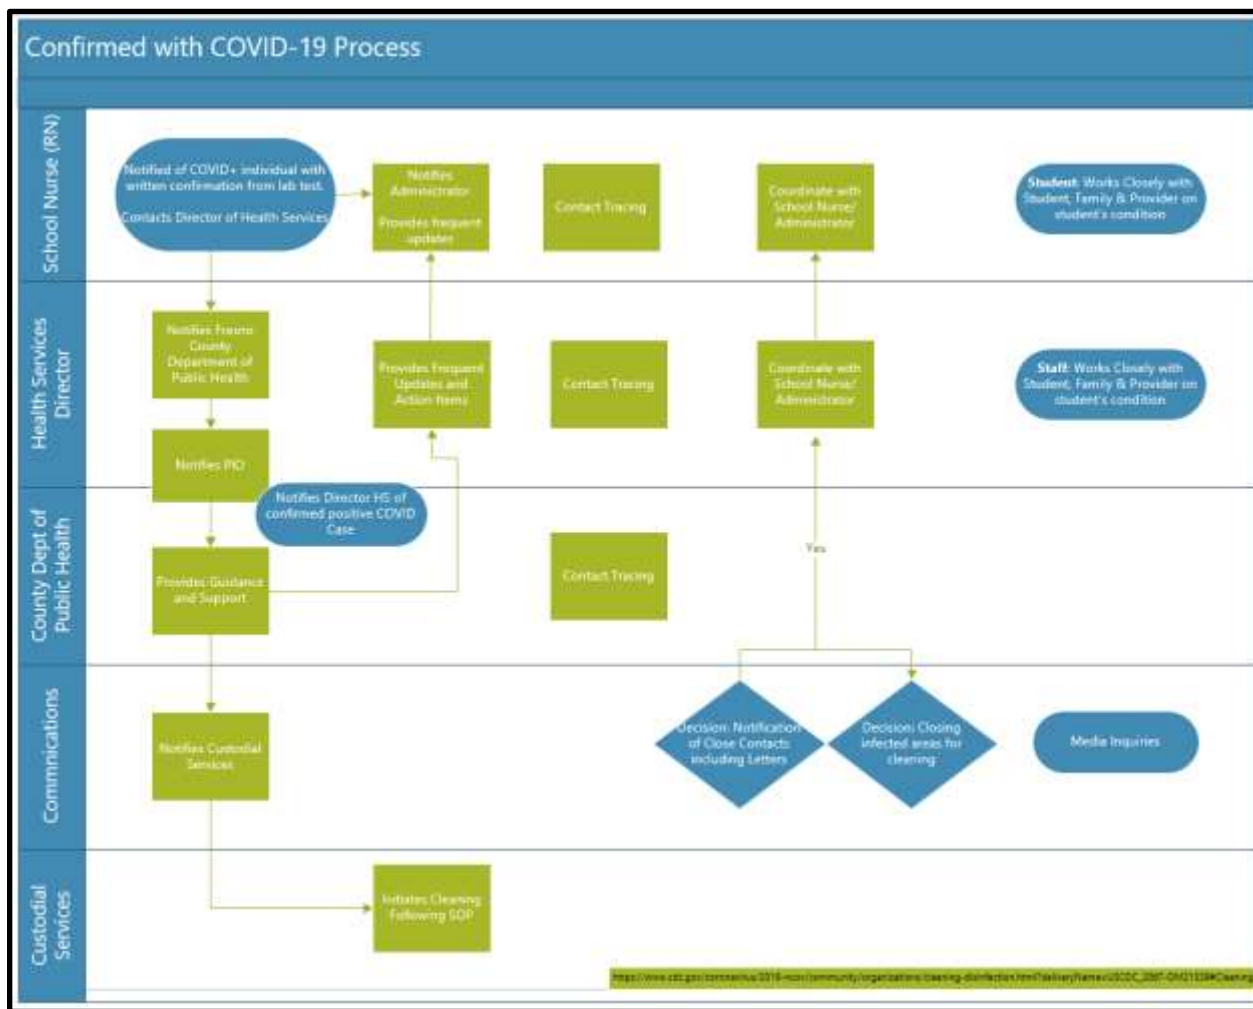 Confirmed with COVID-19 Process
School Nurse (RN)
Notified of COVID+ individual with
written confirmation from lab test.
Contacts Director of Health Services
Notifies
Administrator
Provides frequent
updates
Contact Tracing
Coordinate with
School Nurse/
Administrator
Student: Works Closely with
Student, Family & Provider on
student's condition
Health Services
Director
Notifies Fresno
County
Department of
Public Health
Provides Frequent
Updates and
Action Items
Contact Tracing
Coordinate with
School Nurse/
Administrator
Staff: Works Closely with
Student, Family & Provider on
student's condition
Notifies PIO
Notifies Director HS of
confirmed positive COVID
Case
County Dept of
Public Health
Provides Guidance
and Support
Contact Tracing
Yes
Commnications
Notifies Custodial
Services
Decision: Notification
of Close Contacts
including Letters
Decision: Closing
infected areas for
cleaning
Media Inquiries
Custodial
Services
Initiates Cleaning
Following SOP